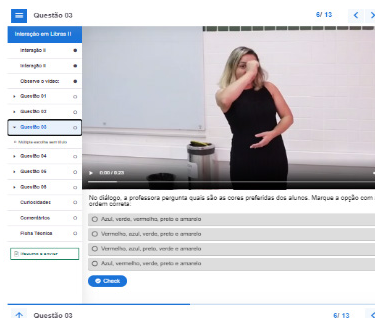 Questão 03
6 / 13
Interação em Libras II
Interação II
Interação II
Observe o vídeo:
Questão 01
Questão 02
Questão 03
Múltipla escolha sem título
Questão 04
Questão 05
Questão 06
Curiosidades
Comentários
Ficha Técnica
Resumo e enviar
0:00 / 0:23
No diálogo, a professora pergunta quais são as cores preferidas dos alunos. Marque a opção com
ordem correta:
Azul, verde, vermelho, preto e amarelo
Vermelho, azul, verde, preto e amarelo
Vermelho, azul, preto, verde e amarelo
Azul, vermelho, verde, preto e amarelo
Check
Questão 03
6 / 13